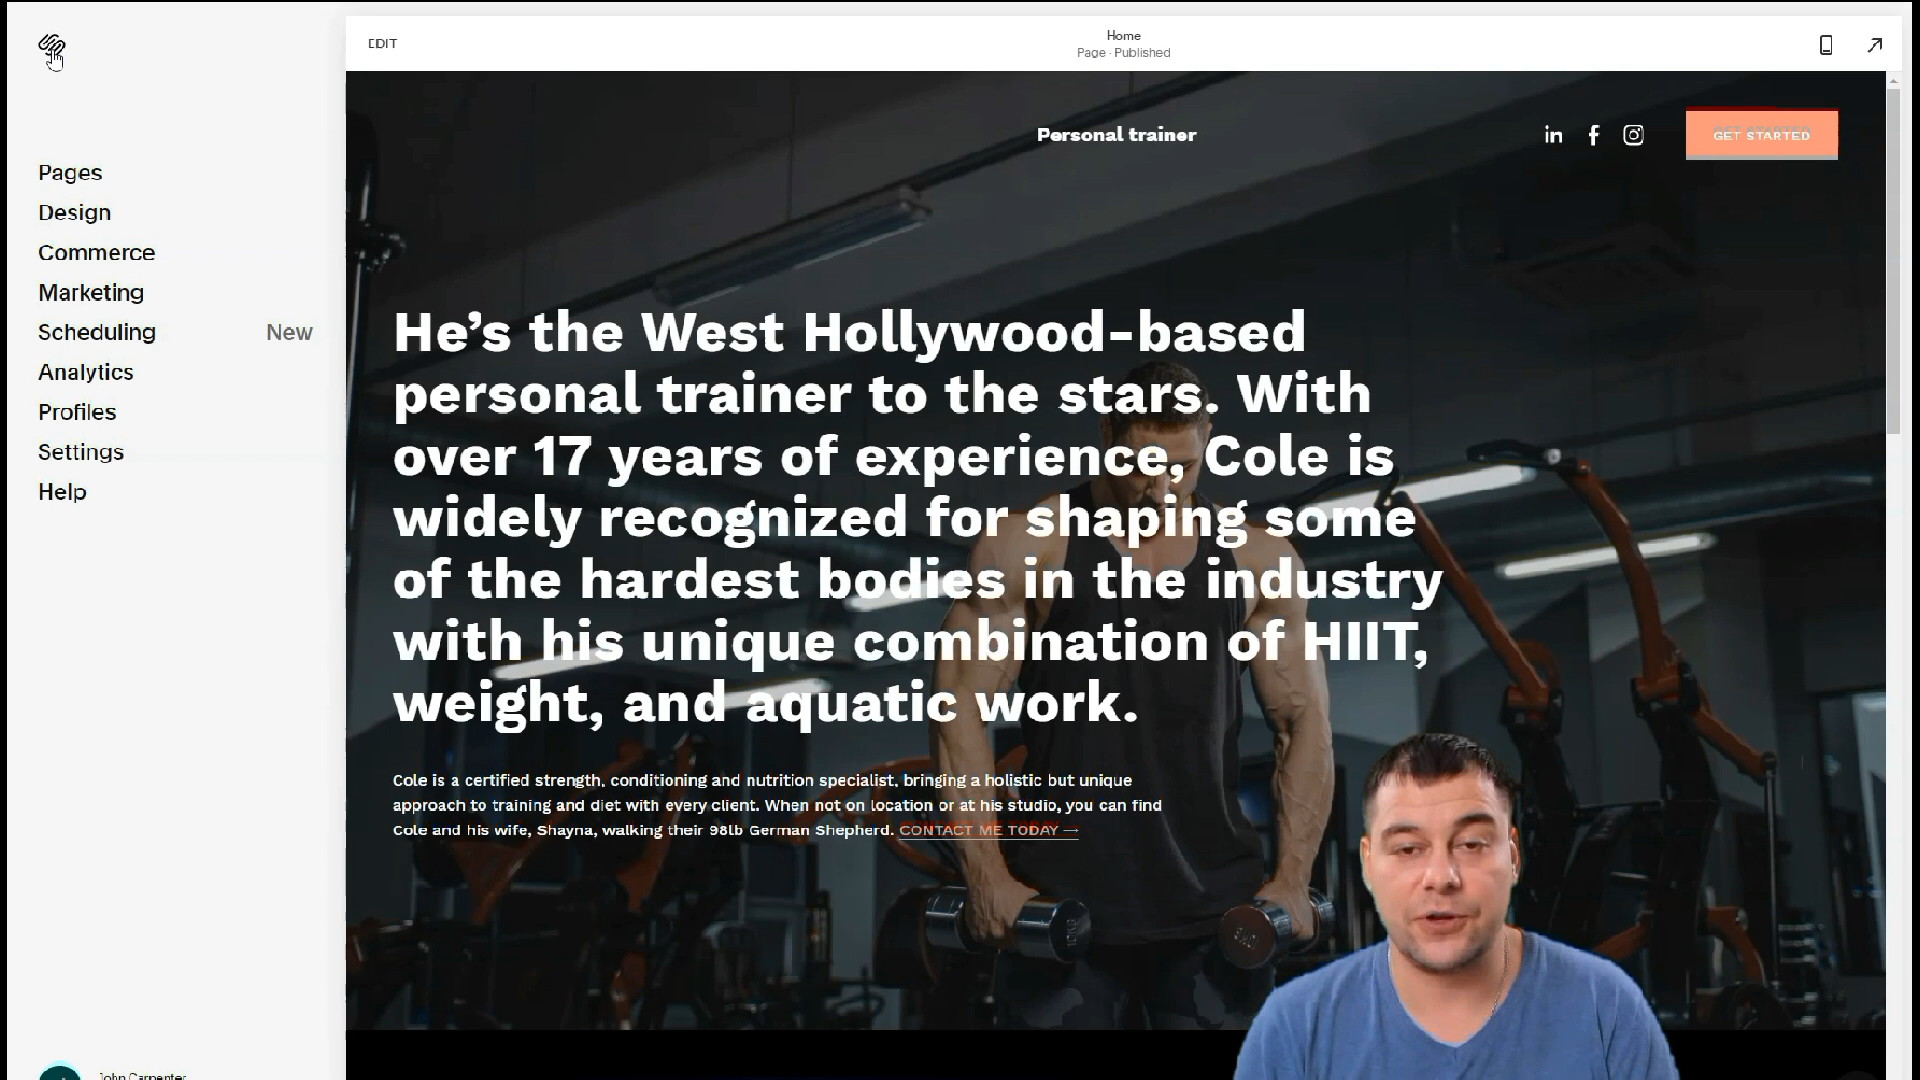 EDIT
Home
Page · Published
Pages
Design
Commerce
Marketing
Scheduling New
Analytics
Profiles
Settings
Help
John Carpenter
Personal trainer
in f
GET STARTED
He’s the West Hollywood-based
personal trainer to the stars. With
over 17 years of experience, Cole is
widely recognized for shaping some
of the hardest bodies in the industry
with his unique combination of HIIT,
weight, and aquatic work.
Cole is a certified strength, conditioning and nutrition specialist, bringing a holistic but unique
approach to training and diet with every client. When not on location or at his studio, you can find
Cole and his wife, Shayna, walking their 98lb German Shepherd. CONTACT ME TODAY →